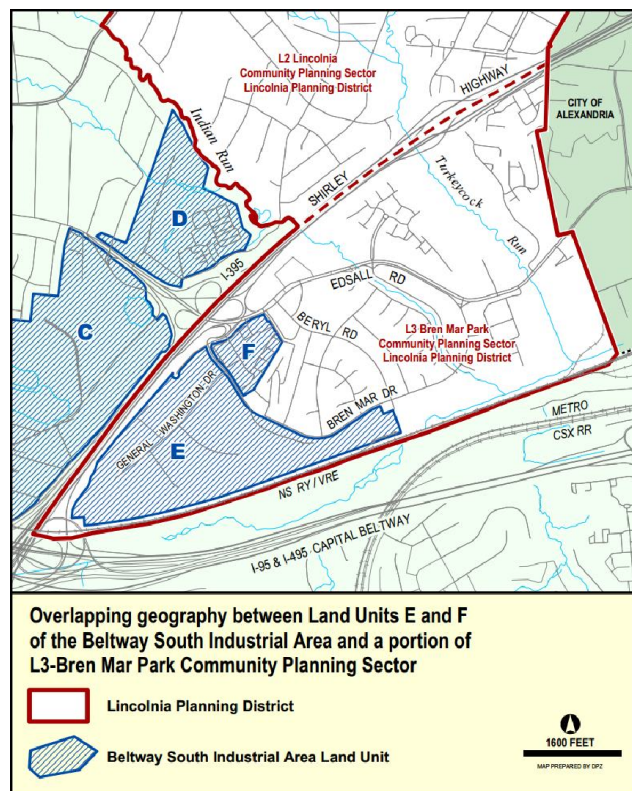 L2 Lincolnia
Community Planning Sector
Lincolnia Planning District
HIGHWAY
CITY OF
ALEXANDRIA
Indian Run
SHIRLEY
Turkeycock
Run
D
I-395
EDSALL RD
C
BERYL RD
L3 Bren Mar Park
Community Planning Sector
Lincolnia Planning District
F
GENERAL WASHINGTON DR
BREN MAR DR
E
METRO
CSX RR
NS RY / VRE
I-95 & I-495 CAPITAL BELTWAY
Overlapping geography between Land Units E and F
of the Beltway South Industrial Area and a portion of
L3-Bren Mar Park Community Planning Sector
Lincolnia Planning District
Beltway South Industrial Area Land Unit
1600 FEET
MAP PREPARED BY DPZ